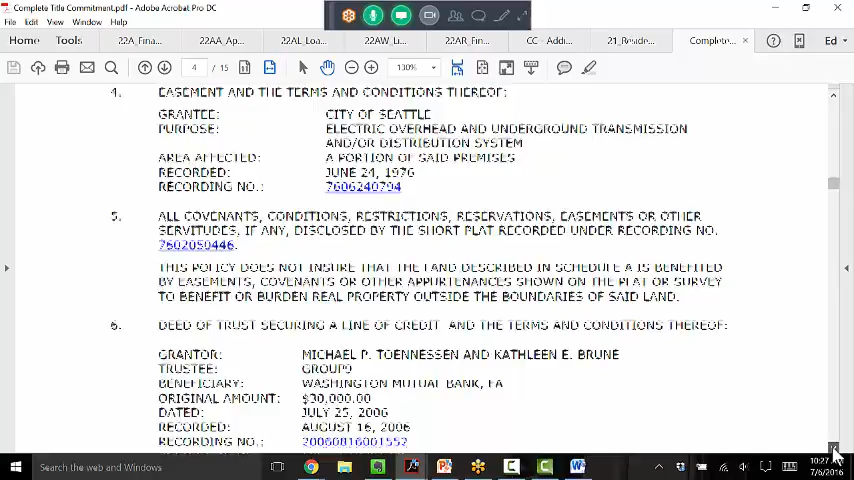 Complete Title Commitment.pdf - Adobe Acrobat Pro DC
File Edit View Window Help
Home Tools 22A_Fina... 22AA_Ap... 22AL_Loa... 22AW_Li... 22AR_Fin... CC - Addi... 21_Reside... Complete... × Ed
4 / 15 130%
4. EASEMENT AND THE TERMS AND CONDITIONS THEREOF:
GRANTEE: CITY OF SEATTLE
PURPOSE: ELECTRIC OVERHEAD AND UNDERGROUND TRANSMISSION
AND/OR DISTRIBUTION SYSTEM
AREA AFFECTED: A PORTION OF SAID PREMISES
RECORDED: JUNE 24, 1976
RECORDING NO.: 7606240794
5. ALL COVENANTS, CONDITIONS, RESTRICTIONS, RESERVATIONS, EASEMENTS OR OTHER
SERVITUDES, IF ANY, DISCLOSED BY THE SHORT PLAT RECORDED UNDER RECORDING NO.
7602050446.
THIS POLICY DOES NOT INSURE THAT THE LAND DESCRIBED IN SCHEDULE A IS BENEFITED
BY EASEMENTS, COVENANTS OR OTHER APPURTENANCES SHOWN ON THE PLAT OR SURVEY
TO BENEFIT OR BURDEN REAL PROPERTY OUTSIDE THE BOUNDARIES OF SAID LAND.
6. DEED OF TRUST SECURING A LINE OF CREDIT AND THE TERMS AND CONDITIONS THEREOF:
GRANTOR: MICHAEL P. TOENNESSEN AND KATHLEEN E. BRUNE
TRUSTEE: GROUP9
BENEFICIARY: WASHINGTON MUTUAL BANK, FA
ORIGINAL AMOUNT: $30,000.00
DATED: JULY 25, 2006
RECORDED: AUGUST 16, 2006
RECORDING NO.: 20060816001552
Search the web and Windows
10:27 AM
7/6/2016